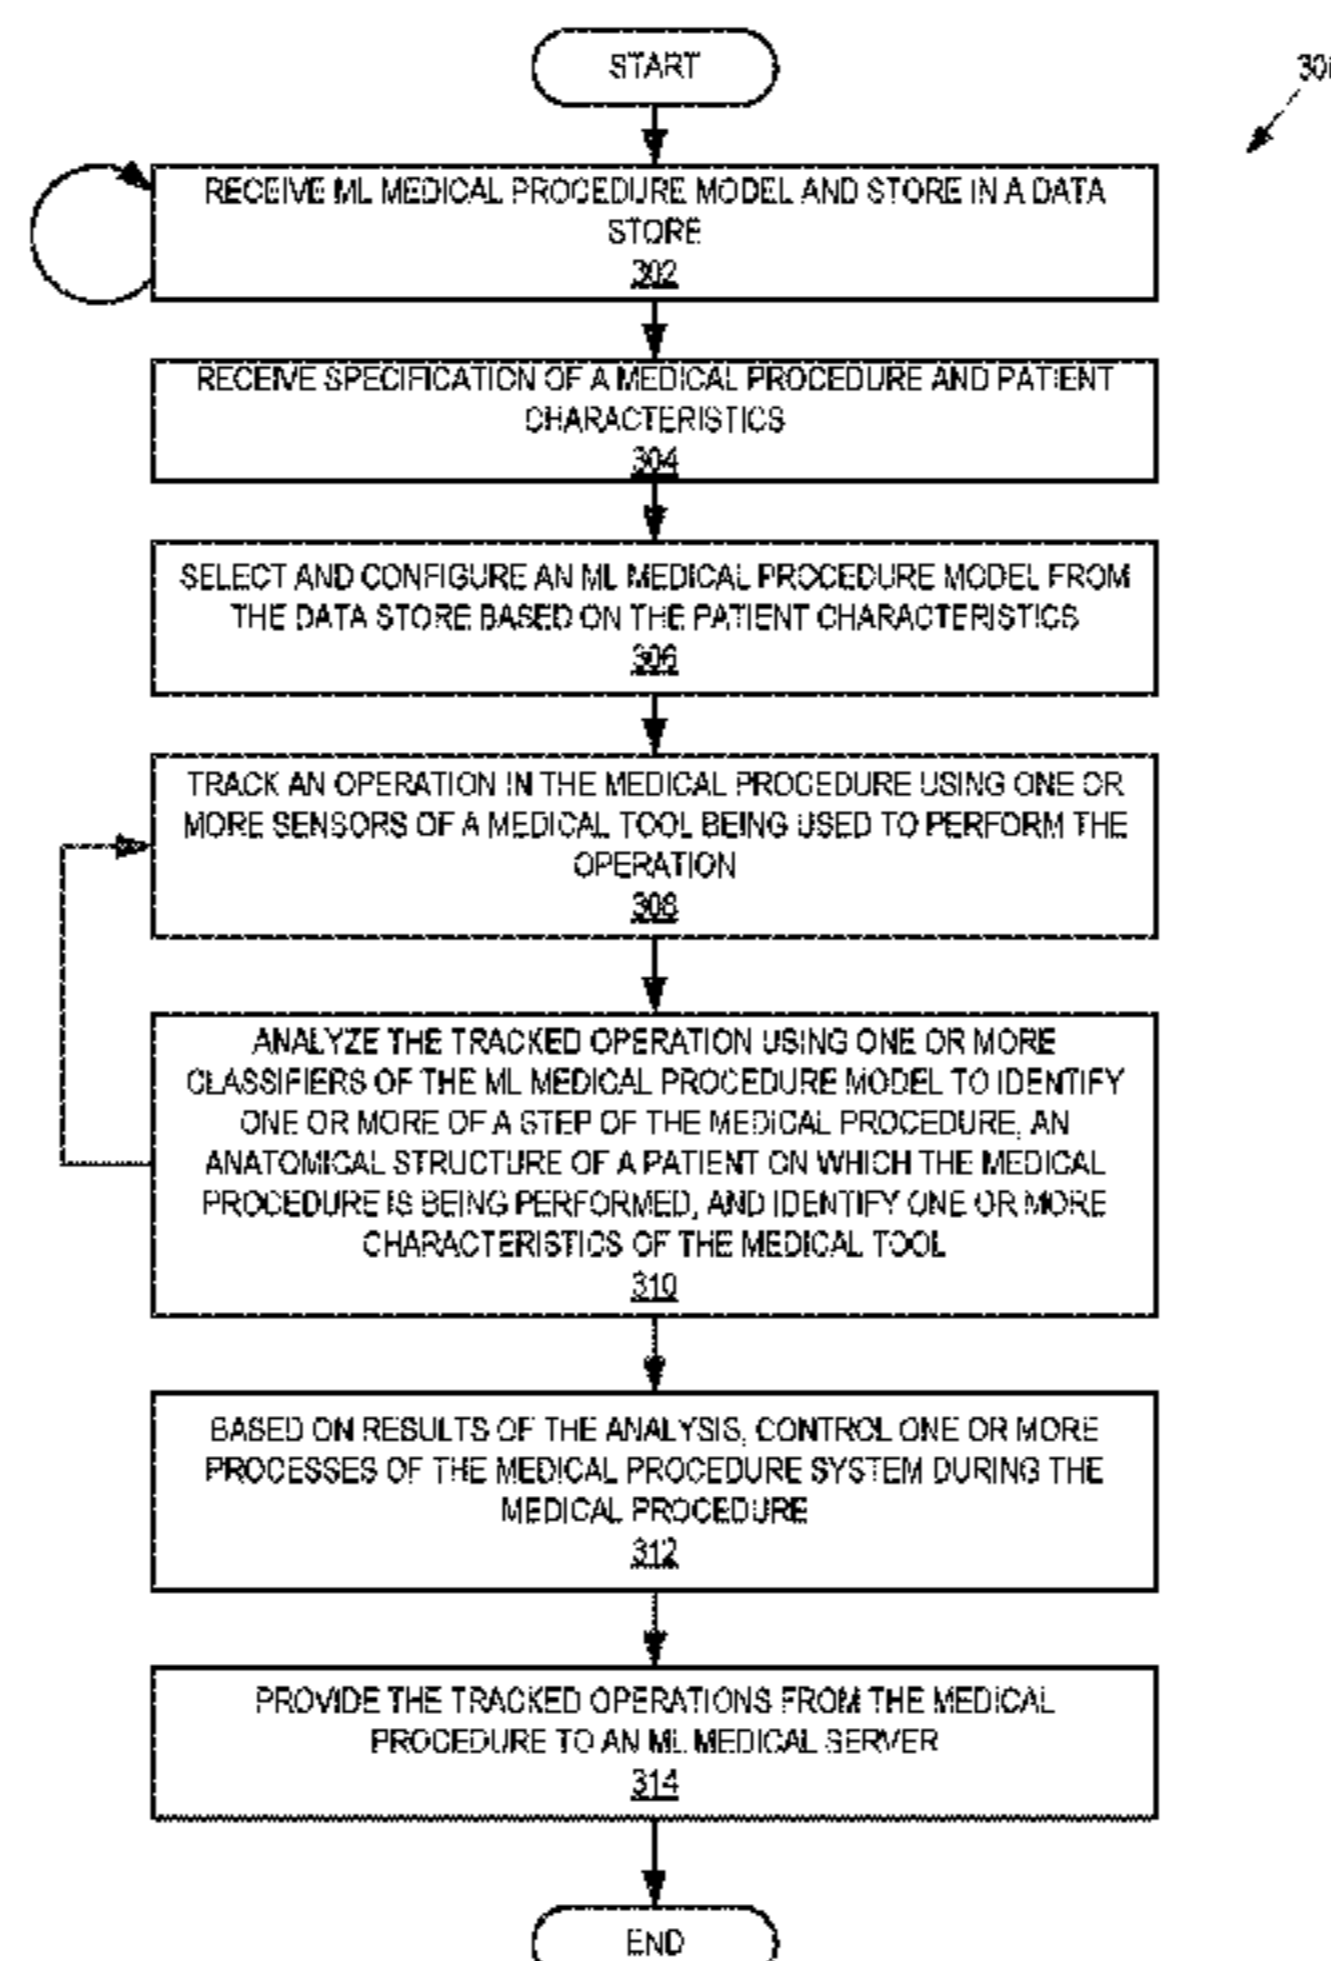 START
RECEIVE ML MEDICAL PROCEDURE MODEL AND STORE IN A DATA
STORE
302
RECEIVE SPECIFICATION OF A MEDICAL PROCEDURE AND PATIENT
CHARACTERISTICS
304
SELECT AND CONFIGURE AN ML MEDICAL PROCEDURE MODEL FROM
THE DATA STORE BASED ON THE PATIENT CHARACTERISTICS
306
TRACK AN OPERATION IN THE MEDICAL PROCEDURE USING ONE OR
MORE SENSORS OF A MEDICAL TOOL BEING USED TO PERFORM THE
OPERATION
308
ANALYZE THE TRACKED OPERATION USING ONE OR MORE
CLASSIFIERS OF THE ML MEDICAL PROCEDURE MODEL TO IDENTIFY
ONE OR MORE OF A STEP OF THE MEDICAL PROCEDURE, AN
ANATOMICAL STRUCTURE OF A PATIENT ON WHICH THE MEDICAL
PROCEDURE IS BEING PERFORMED, AND IDENTIFY ONE OR MORE
CHARACTERISTICS OF THE MEDICAL TOOL
310
BASED ON RESULTS OF THE ANALYSIS, CONTROL ONE OR MORE
PROCESSES OF THE MEDICAL PROCEDURE SYSTEM DURING THE
MEDICAL PROCEDURE
312
PROVIDE THE TRACKED OPERATIONS FROM THE MEDICAL
PROCEDURE TO AN ML MEDICAL SERVER
314
END